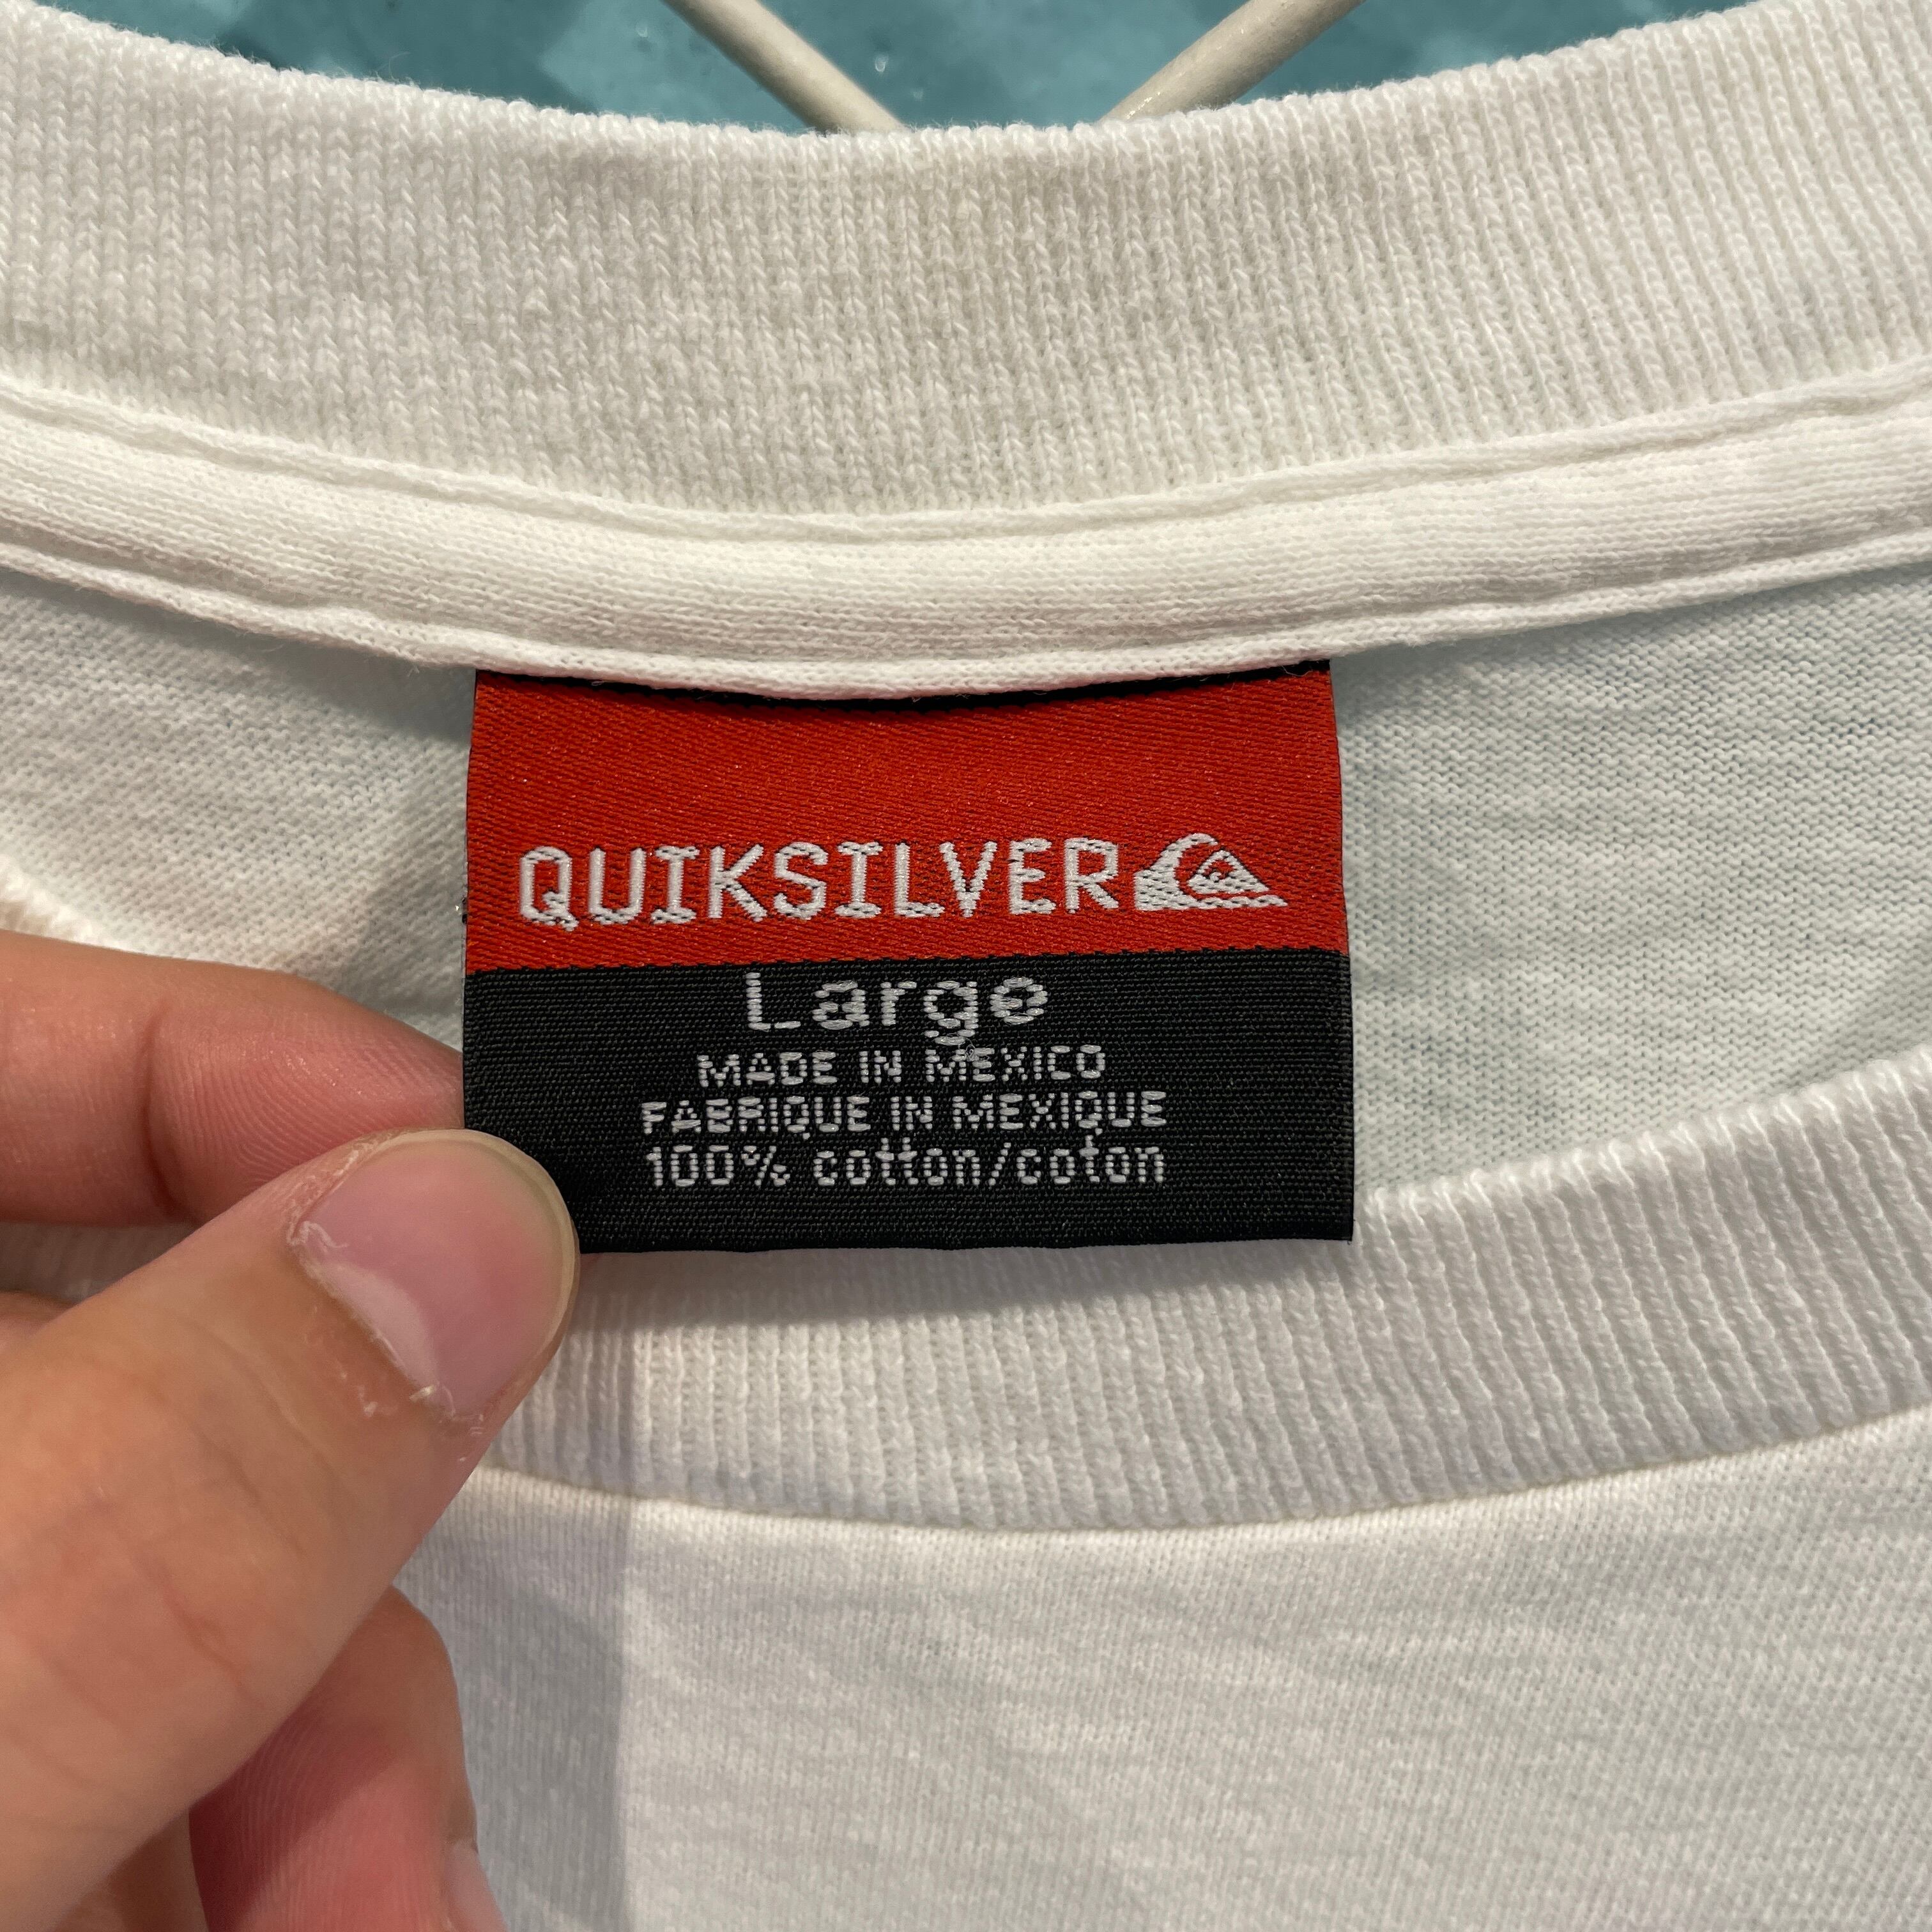 QUIKSILVER
Large
MADE IN MEXICO
FABRIQUE IN MEXIQUE
100% cotton/coton